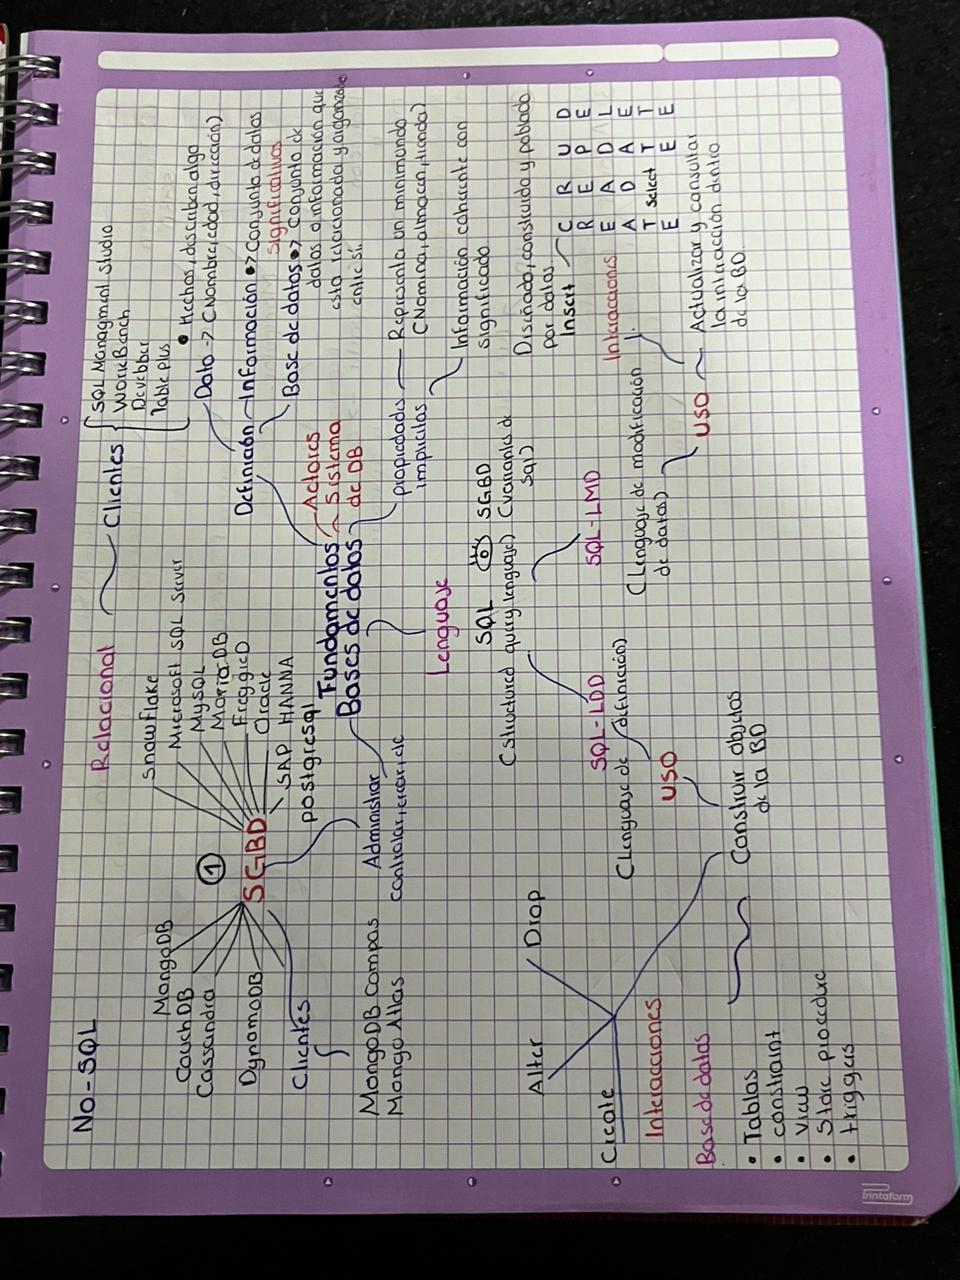 No-SQL
MongoDB
CouchDB
Cassandra
DynamoDB
Clientes
MongoDB Compas
Mongo Atlas
1
SGBD
Relacional
snowflake
Microsoft SQL Server
MySQL
MariaDB
Oracle
SAP HANNA
postgresql
Clientes
SQL Managment studio
WorkBench
Devebber
Table plus
Fundamentos
Bases de datos
Administrar
controlar, crear, etc
Definición
• Hechos, describen algo
Dato -> (Nombre, edad, dirección)
Información •-> Conjunto de datos
significativos
Base de datos •-> Conjunto de
datos o información que
esta relacionada y organizada
entre sí.
Actores
Sistema
de DB
propiedades
implicitas
Representa un minimundo
(Nomina, almacen, tienda)
Información coherente con
significado
Diseñado, construido y poblado
por datos
Lenguaje
SQL SGBD
(structured query lenguaje) (variantes de
sql)
SQL-LDD
(Lenguaje de definición)
USO
Construir objetos
de la BD
SQL-LMD
(Lenguaje de modificación
de datos)
USO
Actualizar y consultar
la interacción dentro
de la BD
Interacciones
Insert
C R U D
R E P E
E A D L
A D A E
T Select T T
E E E
Alter
Drop
Create
Interacciones
Base de datos
• Tablas
• constraint
• view
• Store procedure
• triggers
Printaform